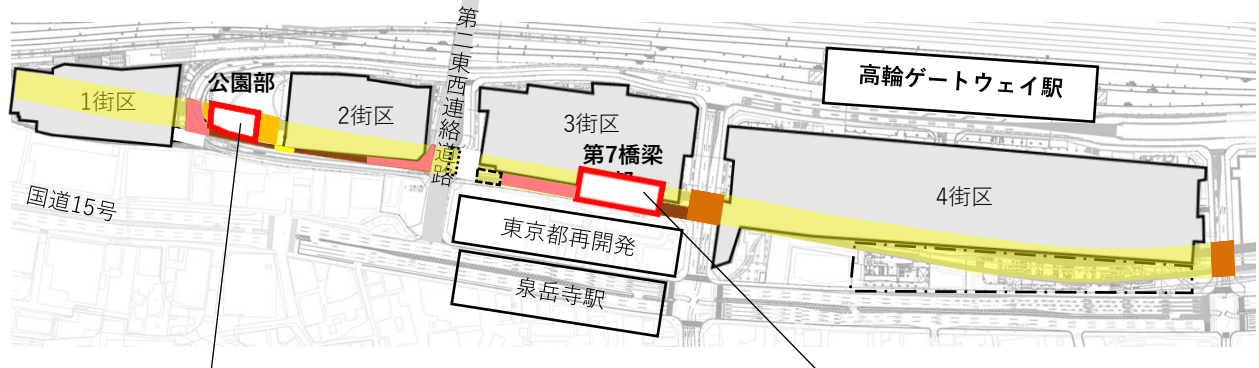 高輪ゲートウェイ駅
公園部
1街区
2街区
第二東西連絡道路
3街区
第7橋梁
4街区
国道15号
東京都再開発
泉岳寺駅